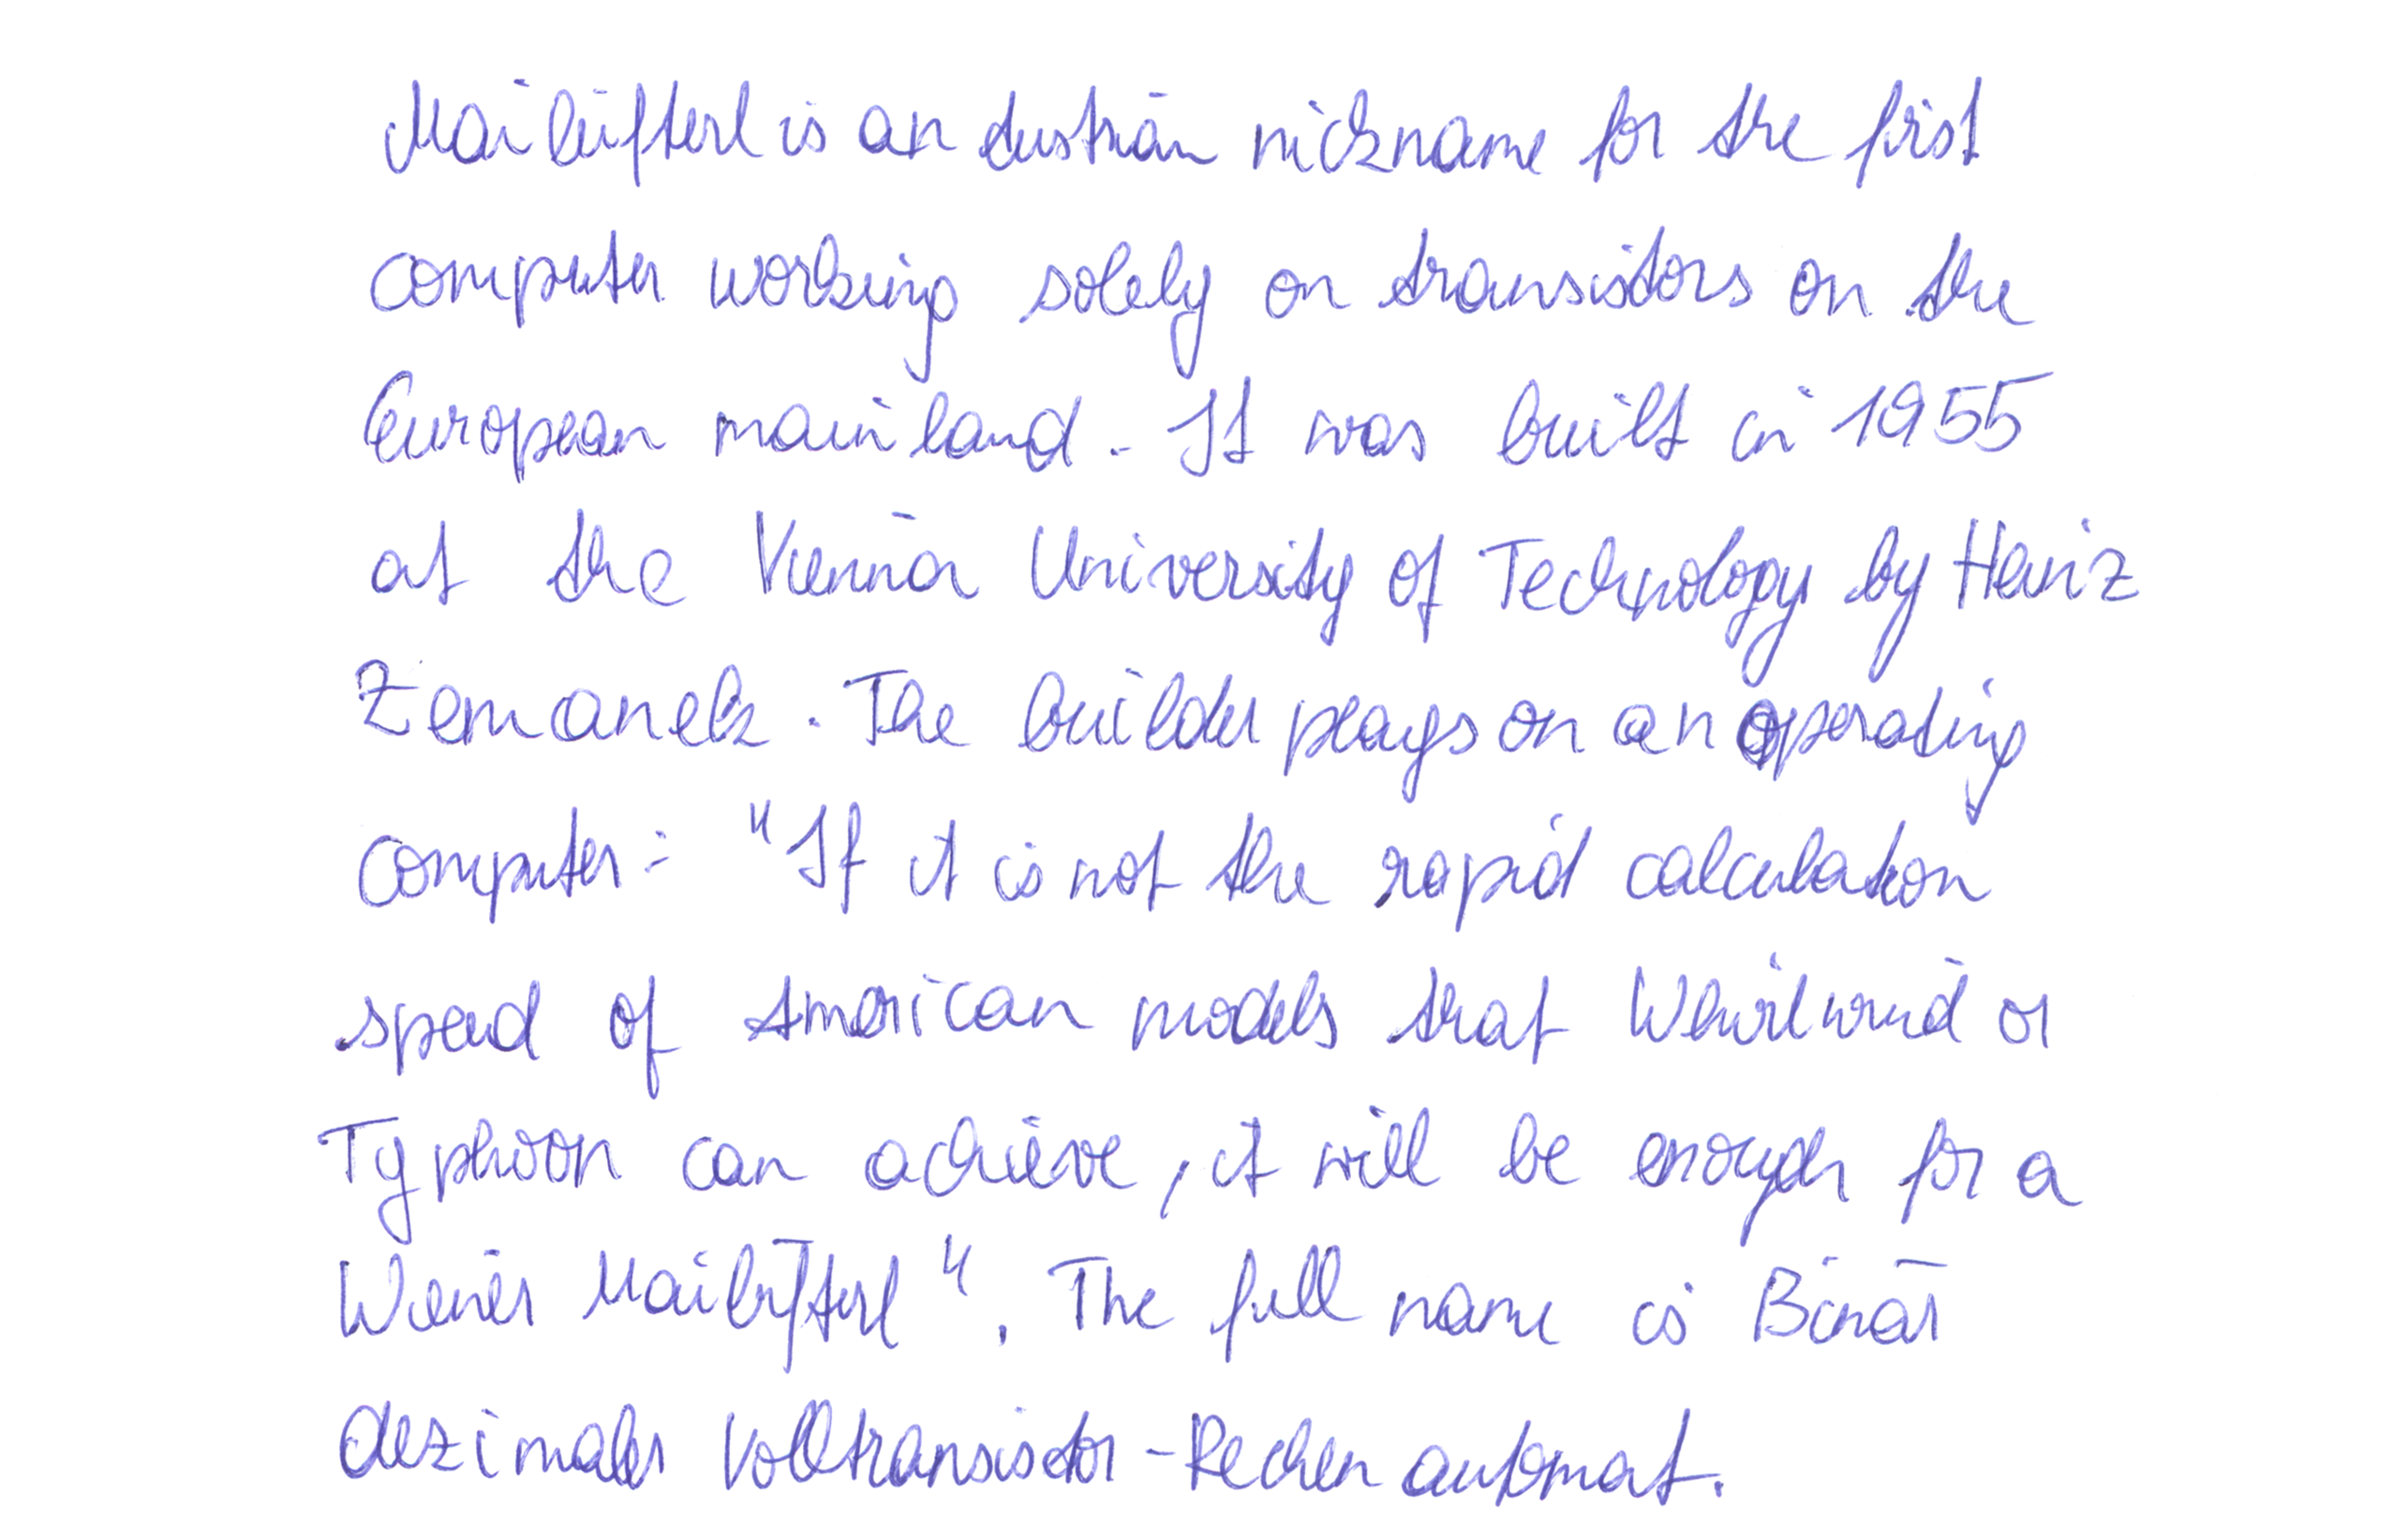 Mailüfterl is an Austrian nickname for the first
computer working solely on transistors on the
European mainland. It was built in 1955
at the Vienna University of Technology by Heinz
Zemanek. The builder plays on an operating
computer: "If it is not the rapid calculation
speed of American models that Whirlwind or
Typhoon can achieve, it will be enough for a
Wiener Mailüfterl". The full name is Binär
dezimaler Volltransistor-Rechenautomat.